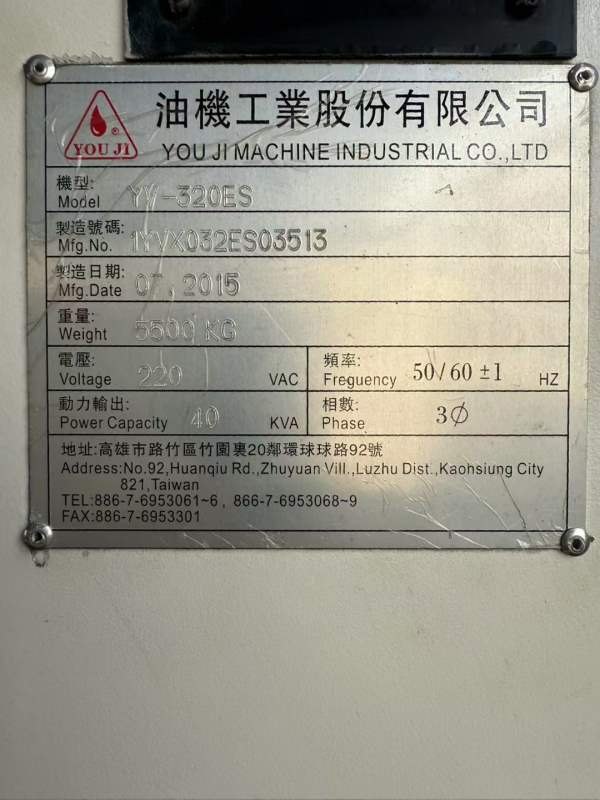 油機工業股份有限公司
YOU JI ®
YOU JI MACHINE INDUSTRIAL CO.,LTD
機型:
Model YV-320ES
製造號碼:
Mfg.No. 1YVX032ES03513
製造日期:
Mfg.Date 07 , 2015
重量:
Weight 5500 KG
電壓: 頻率:
Voltage 220 VAC Freguency 50/60 ±1 HZ
動力輸出: 相數:
Power Capacity 40 KVA Phase 3∅
地址:高雄市路竹區竹園裏20鄰環球球路92號
Address:No.92,Huanqiu Rd.,Zhuyuan Vill.,Luzhu Dist.,Kaohsiung City
821,Taiwan
TEL:886-7-6953061~6 , 866-7-6953068~9
FAX:886-7-6953301